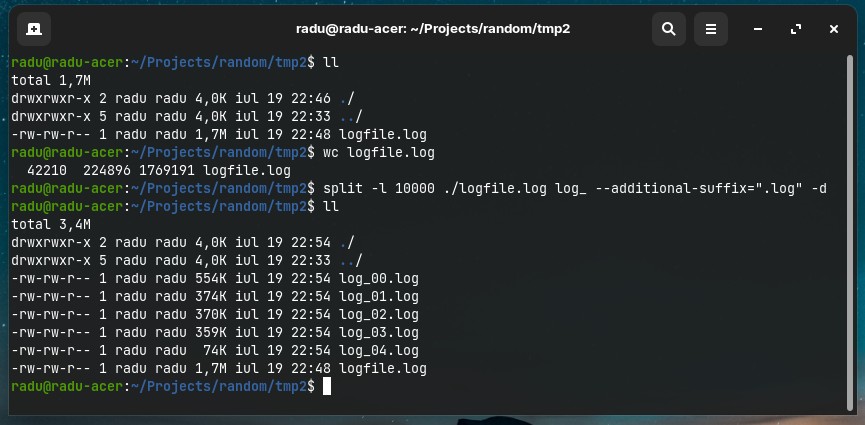 radu@radu-acer: ~/Projects/random/tmp2
radu@radu-acer:~/Projects/random/tmp2$ ll
total 1,7M
drwxrwxr-x 2 radu radu 4,0K iul 19 22:46 ./
drwxrwxr-x 5 radu radu 4,0K iul 19 22:33 ../
-rw-rw-r-- 1 radu radu 1,7M iul 19 22:48 logfile.log
radu@radu-acer:~/Projects/random/tmp2$ wc logfile.log
  42210  224896 1769191 logfile.log
radu@radu-acer:~/Projects/random/tmp2$ split -l 10000 ./logfile.log log_ --additional-suffix=".log" -d
radu@radu-acer:~/Projects/random/tmp2$ ll
total 3,4M
drwxrwxr-x 2 radu radu 4,0K iul 19 22:54 ./
drwxrwxr-x 5 radu radu 4,0K iul 19 22:33 ../
-rw-rw-r-- 1 radu radu 554K iul 19 22:54 log_00.log
-rw-rw-r-- 1 radu radu 374K iul 19 22:54 log_01.log
-rw-rw-r-- 1 radu radu 370K iul 19 22:54 log_02.log
-rw-rw-r-- 1 radu radu 359K iul 19 22:54 log_03.log
-rw-rw-r-- 1 radu radu  74K iul 19 22:54 log_04.log
-rw-rw-r-- 1 radu radu 1,7M iul 19 22:48 logfile.log
radu@radu-acer:~/Projects/random/tmp2$